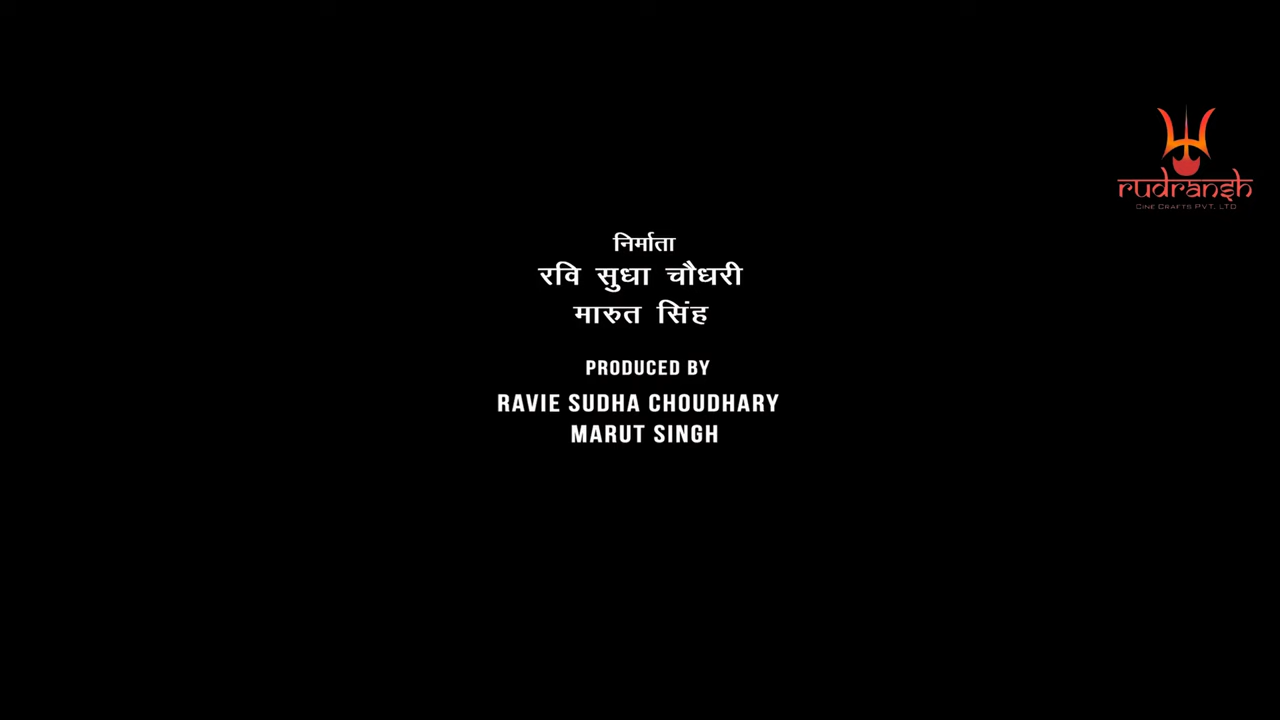 rudransh
CINE CRAFTS PVT. LTD
निर्माता
रवि सुधा चौधरी
मारुत सिंह
PRODUCED BY
RAVIE SUDHA CHOUDHARY
MARUT SINGH